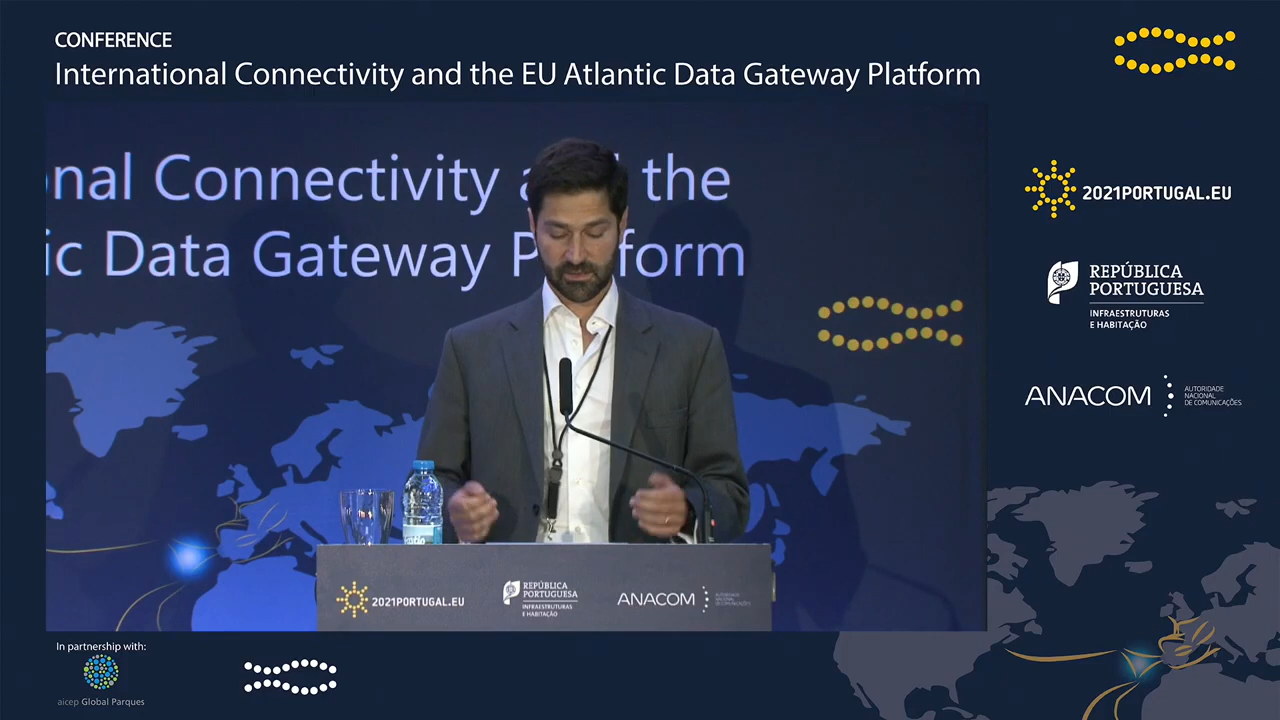 CONFERENCE
International Connectivity and the EU Atlantic Data Gateway Platform
nal Connectivity the
ic Data Gateway P form
2021PORTUGAL.EU
REPÚBLICA
PORTUGUESA
INFRAESTRUTURAS
E HABITAÇÃO
ANACOM
AUTORIDADE
NACIONAL
DE COMUNICAÇÕES
2021PORTUGAL.EU
REPÚBLICA
PORTUGUESA
INFRAESTRUTURAS
E HABITAÇÃO
ANACOM
In partnership with:
aicep Global Parques